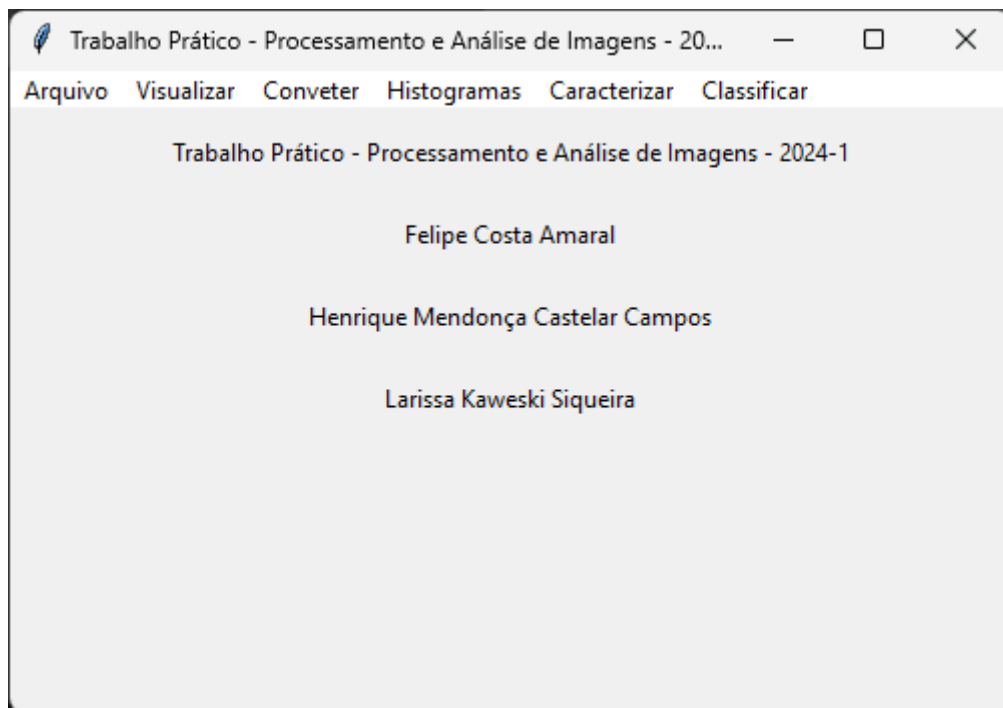 Trabalho Prático - Processamento e Análise de Imagens - 20...
Arquivo Visualizar Conveter Histogramas Caracterizar Classificar
Trabalho Prático - Processamento e Análise de Imagens - 2024-1
Felipe Costa Amaral
Henrique Mendonça Castelar Campos
Larissa Kaweski Siqueira